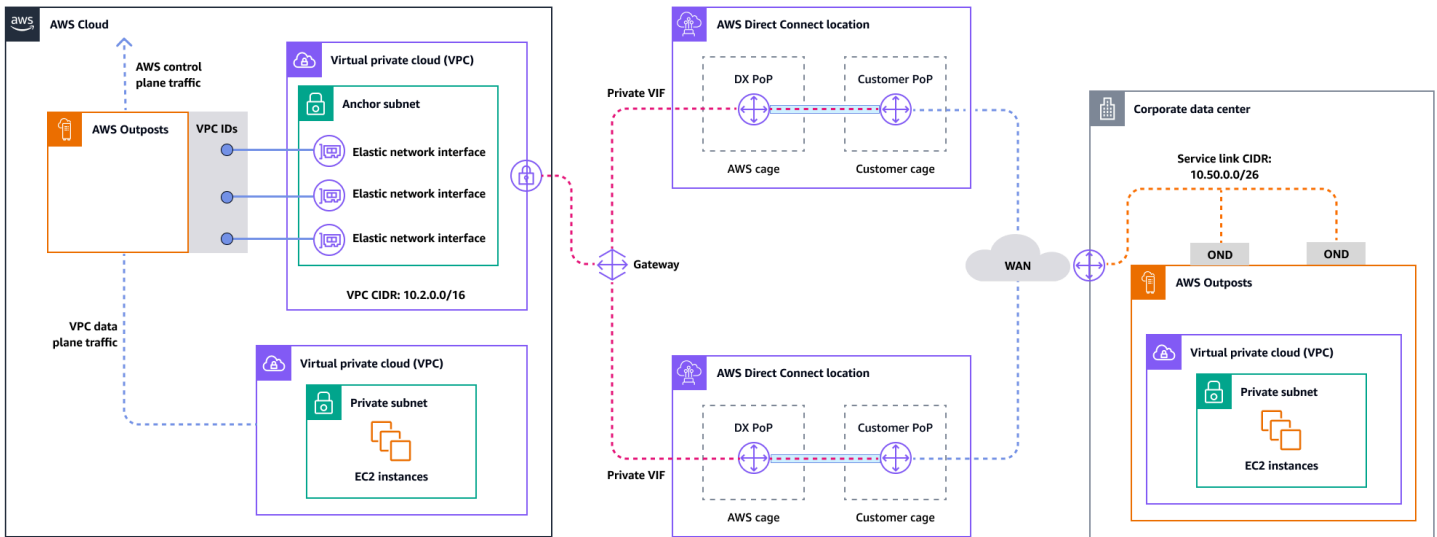 aws
AWS Cloud
AWS control
plane traffic
AWS Outposts
VPC IDs
VPC data
plane traffic
Virtual private cloud (VPC)
Anchor subnet
Elastic network interface
Elastic network interface
Elastic network interface
VPC CIDR: 10.2.0.0/16
Virtual private cloud (VPC)
Private subnet
EC2 instances
Gateway
Private VIF
AWS Direct Connect location
DX PoP
Customer PoP
AWS cage
Customer cage
Private VIF
AWS Direct Connect location
DX PoP
Customer PoP
AWS cage
Customer cage
WAN
Corporate data center
Service link CIDR:
10.50.0.0/26
OND
OND
AWS Outposts
Virtual private cloud (VPC)
Private subnet
EC2 instances